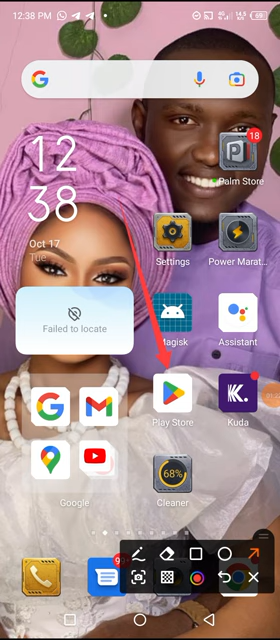 12:38 PM
18
12
38
Palm Store
Oct 17
Tue
Settings
Power Marat...
Failed to locate
Magisk
Assistant
Play Store
Kuda
68%
Google
Cleaner